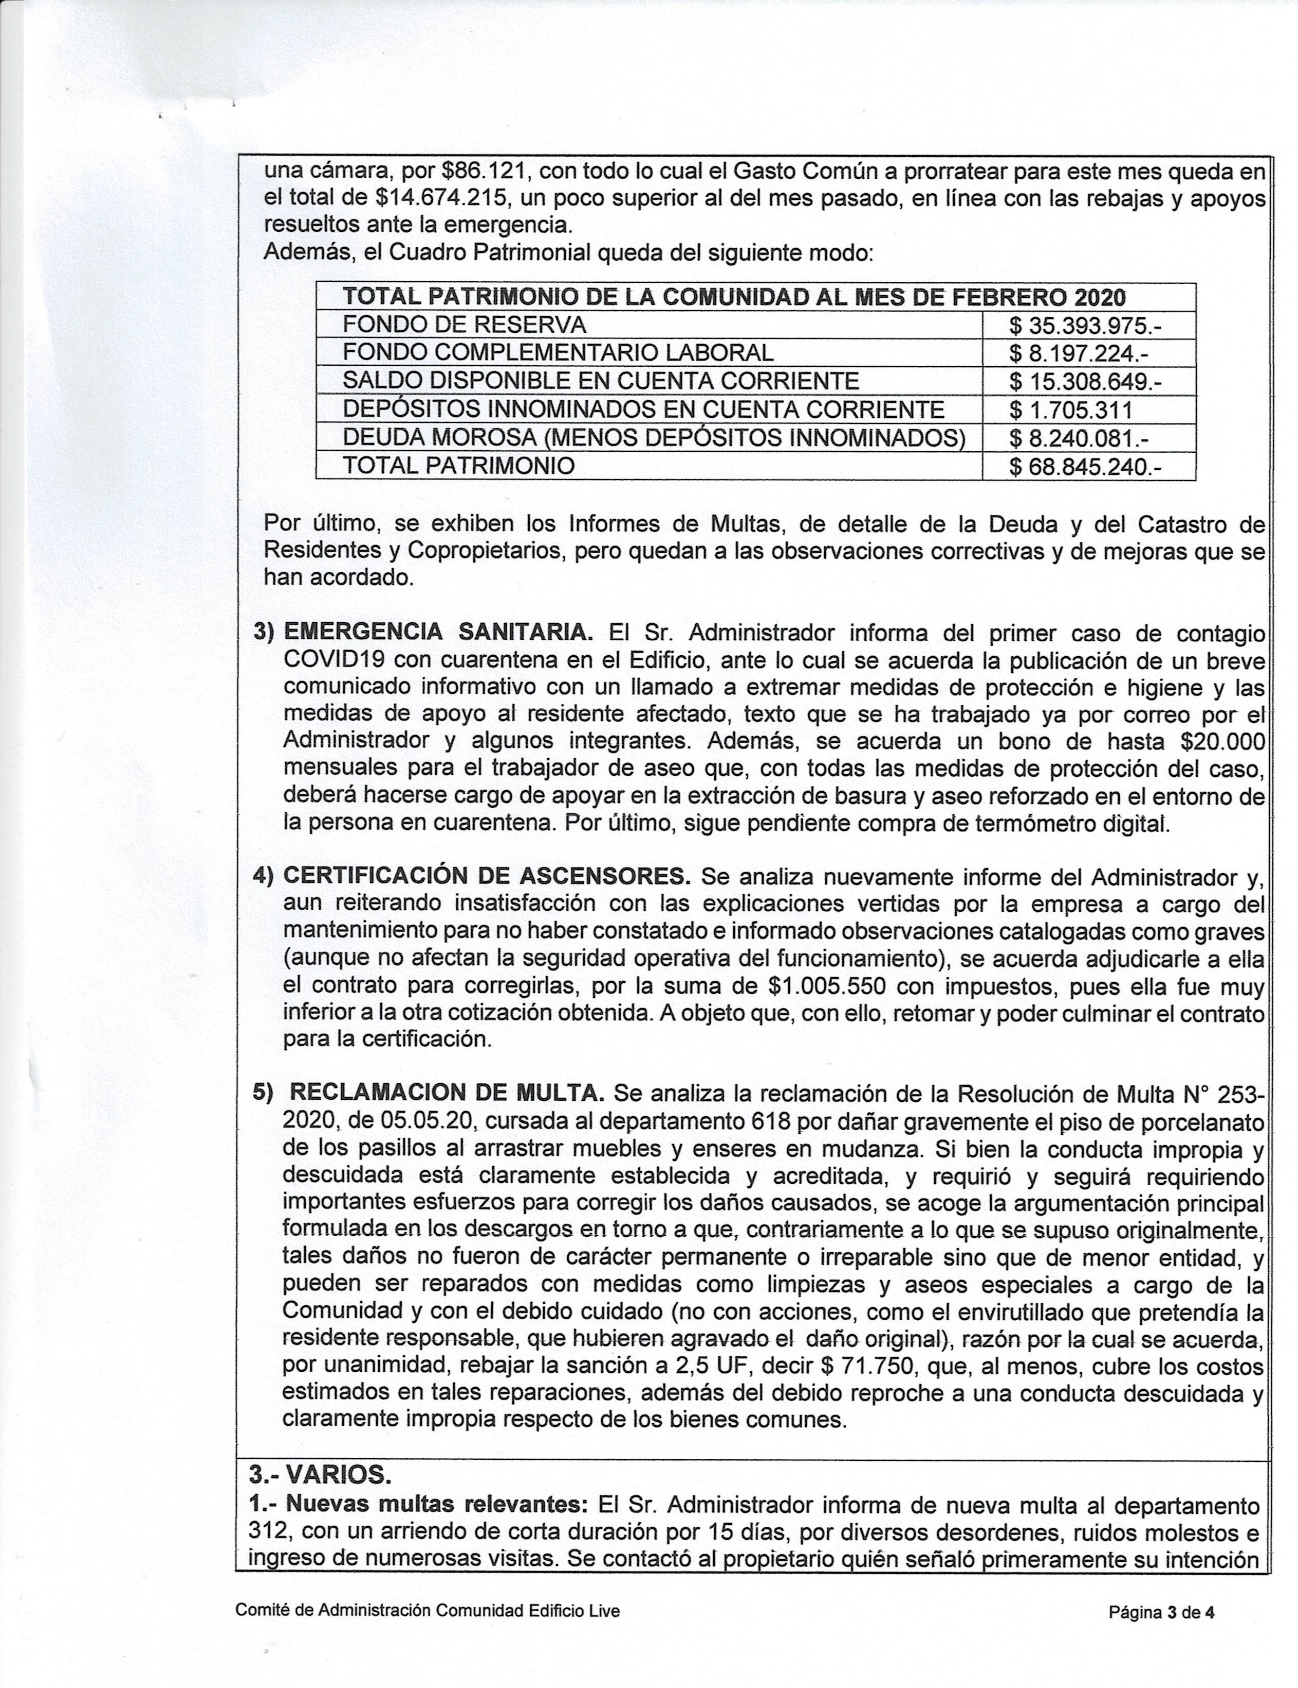 una cámara, por $86.121, con todo lo cual el Gasto Común a prorratear para este mes queda en
el total de $14.674.215, un poco superior al del mes pasado, en línea con las rebajas y apoyos
resueltos ante la emergencia.
Además, el Cuadro Patrimonial queda del siguiente modo:
TOTAL PATRIMONIO DE LA COMUNIDAD AL MES DE FEBRERO 2020
FONDO DE RESERVA $ 35.393.975.-
FONDO COMPLEMENTARIO LABORAL $ 8.197.224.-
SALDO DISPONIBLE EN CUENTA CORRIENTE $ 15.308.649.-
DEPÓSITOS INNOMINADOS EN CUENTA CORRIENTE $ 1.705.311
DEUDA MOROSA (MENOS DEPÓSITOS INNOMINADOS) $ 8.240.081.-
TOTAL PATRIMONIO $ 68.845.240.-
Por último, se exhiben los Informes de Multas, de detalle de la Deuda y del Catastro de
Residentes y Copropietarios, pero quedan a las observaciones correctivas y de mejoras que se
han acordado.
3) EMERGENCIA SANITARIA. El Sr. Administrador informa del primer caso de contagio
COVID19 con cuarentena en el Edificio, ante lo cual se acuerda la publicación de un breve
comunicado informativo con un llamado a extremar medidas de protección e higiene y las
medidas de apoyo al residente afectado, texto que se ha trabajado ya por correo por el
Administrador y algunos integrantes. Además, se acuerda un bono de hasta $20.000
mensuales para el trabajador de aseo que, con todas las medidas de protección del caso,
deberá hacerse cargo de apoyar en la extracción de basura y aseo reforzado en el entorno de
la persona en cuarentena. Por último, sigue pendiente compra de termómetro digital.
4) CERTIFICACIÓN DE ASCENSORES. Se analiza nuevamente informe del Administrador y,
aun reiterando insatisfacción con las explicaciones vertidas por la empresa a cargo del
mantenimiento para no haber constatado e informado observaciones catalogadas como graves
(aunque no afectan la seguridad operativa del funcionamiento), se acuerda adjudicarle a ella
el contrato para corregirlas, por la suma de $1.005.550 con impuestos, pues ella fue muy
inferior a la otra cotización obtenida. A objeto que, con ello, retomar y poder culminar el contrato
para la certificación.
5) RECLAMACION DE MULTA. Se analiza la reclamación de la Resolución de Multa N° 253-
2020, de 05.05.20, cursada al departamento 618 por dañar gravemente el piso de porcelanato
de los pasillos al arrastrar muebles y enseres en mudanza. Si bien la conducta impropia y
descuidada está claramente establecida y acreditada, y requirió y seguirá requiriendo
importantes esfuerzos para corregir los daños causados, se acoge la argumentación principal
formulada en los descargos en torno a que, contrariamente a lo que se supuso originalmente,
tales daños no fueron de carácter permanente o irreparable sino que de menor entidad, y
pueden ser reparados con medidas como limpiezas y aseos especiales a cargo de la
Comunidad y con el debido cuidado (no con acciones, como el envirutillado que pretendía la
residente responsable, que hubieren agravado el daño original), razón por la cual se acuerda,
por unanimidad, rebajar la sanción a 2,5 UF, decir $ 71.750, que, al menos, cubre los costos
estimados en tales reparaciones, además del debido reproche a una conducta descuidada y
claramente impropia respecto de los bienes comunes.
3.- VARIOS.
1.- Nuevas multas relevantes: El Sr. Administrador informa de nueva multa al departamento
312, con un arriendo de corta duración por 15 días, por diversos desordenes, ruidos molestos e
ingreso de numerosas visitas. Se contactó al propietario quién señaló primeramente su intención
Comité de Administración Comunidad Edificio Live Página 3 de 4